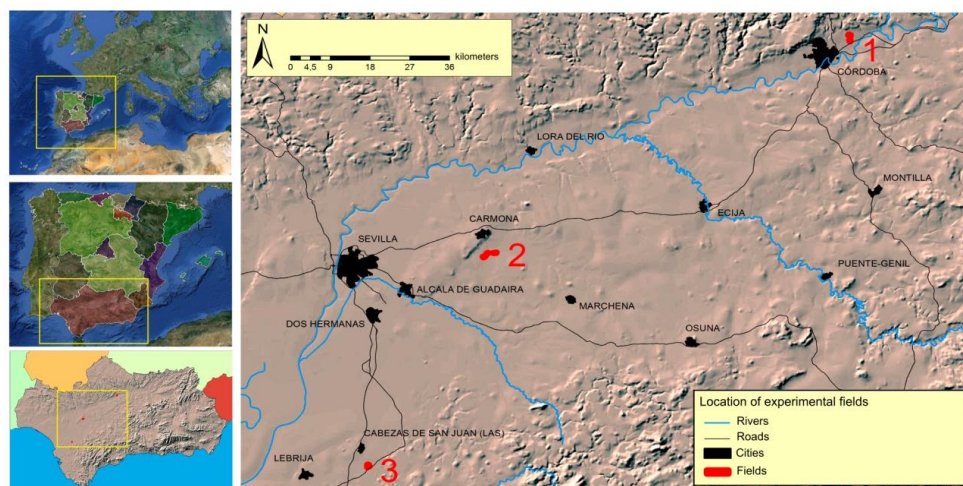 N
kilometers
0 4,5 9 18 27 36
1
CÓRDOBA
LORA DEL RIO
MONTILLA
ECIJA
CARMONA
SEVILLA
2
PUENTE-GENIL
ALCALA DE GUADAIRA
MARCHENA
DOS HERMANAS
OSUNA
Location of experimental fields
Rivers
Roads
Cities
Fields
CABEZAS DE SAN JUAN (LAS)
LEBRIJA
3